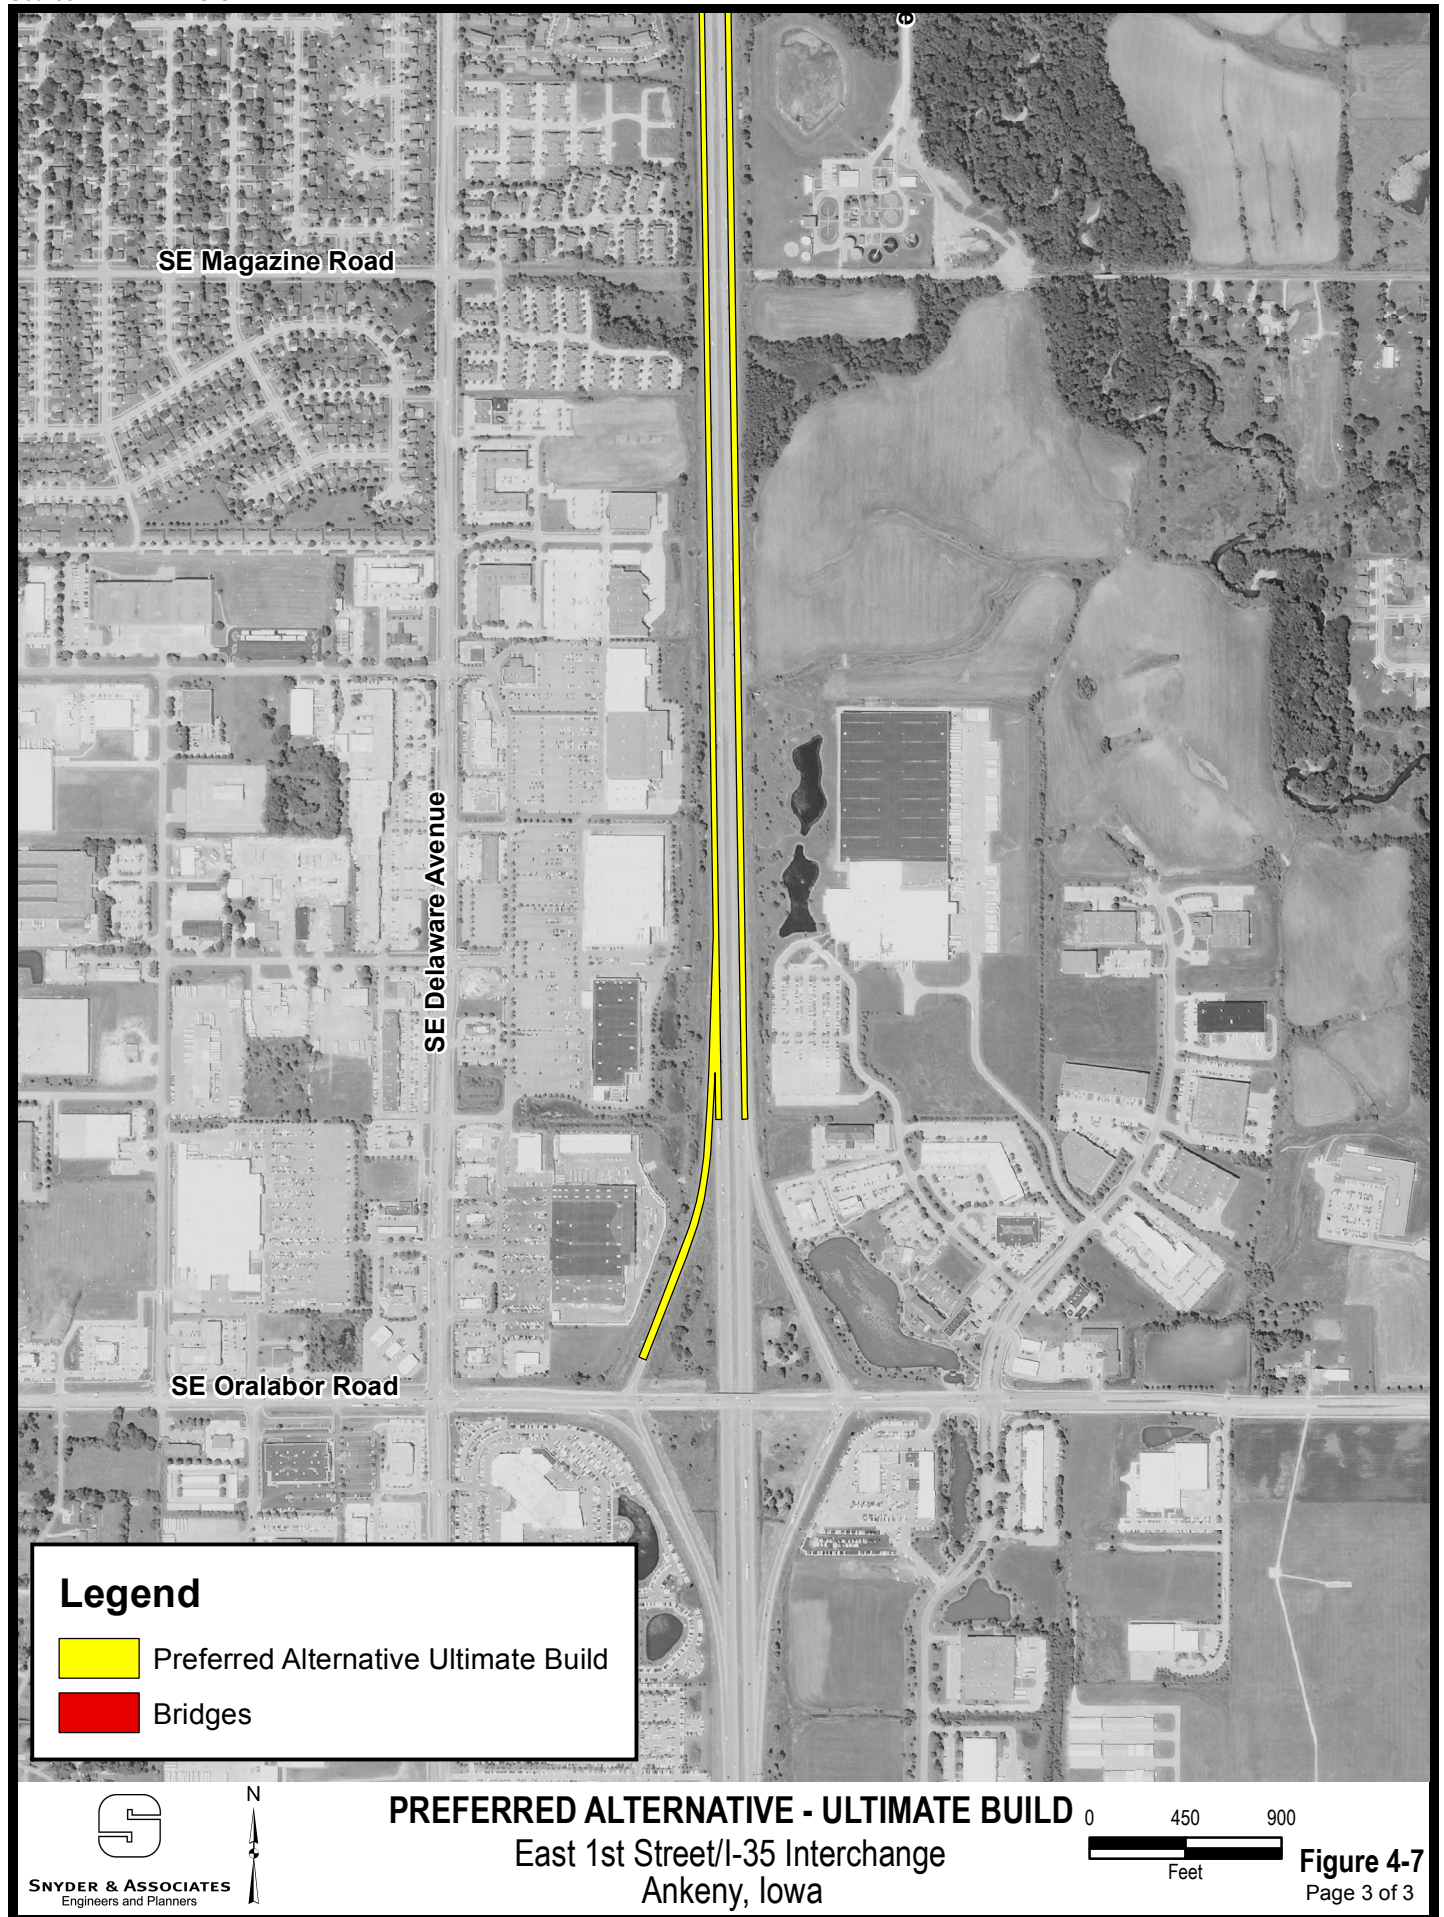 SE Magazine Road
SE Delaware Avenue
SE Oralabor Road
Legend
Preferred Alternative Ultimate Build
Bridges
SNYDER & ASSOCIATES
Engineers and Planners
N
PREFERRED ALTERNATIVE - ULTIMATE BUILD
East 1st Street/I-35 Interchange
Ankeny, Iowa
0 450 900
Feet
Figure 4-7
Page 3 of 3